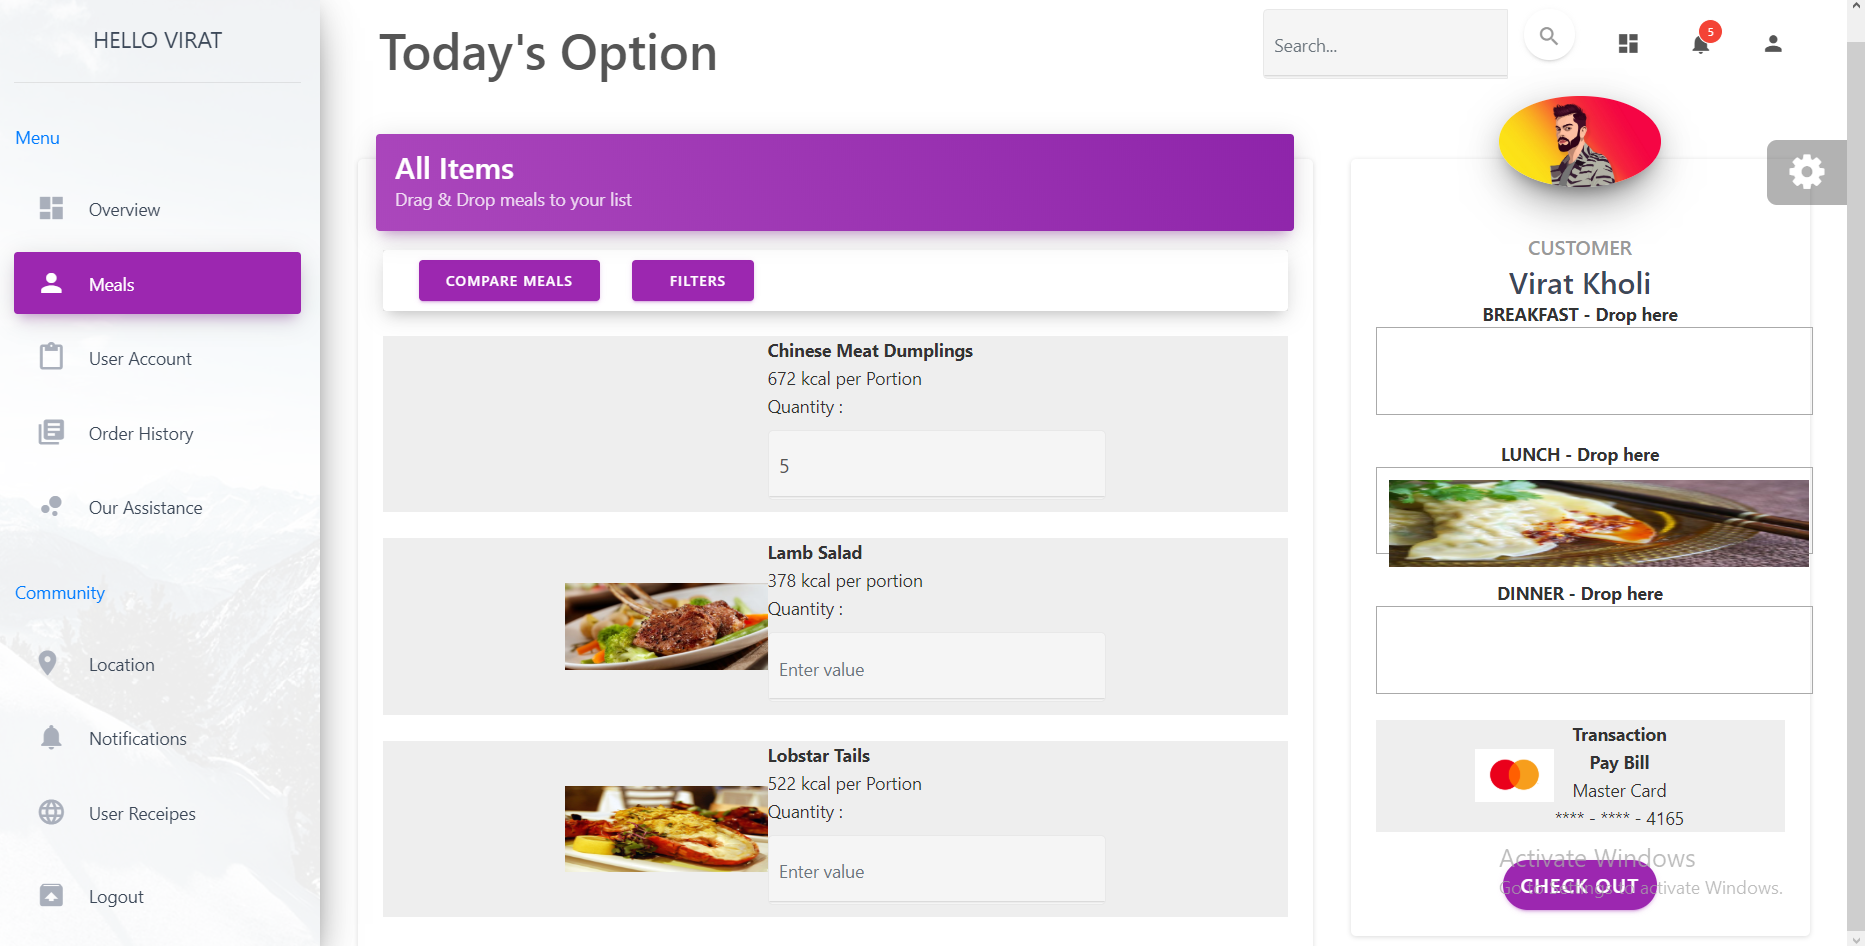 HELLO VIRAT
Menu
Overview
Meals
User Account
Order History
Our Assistance
Community
Location
Notifications
User Receipes
Logout
Today's Option
Search...
5
All Items
Drag & Drop meals to your list
COMPARE MEALS
FILTERS
Chinese Meat Dumplings
672 kcal per Portion
Quantity :
5
Lamb Salad
378 kcal per portion
Quantity :
Enter value
Lobstar Tails
522 kcal per Portion
Quantity :
Enter value
CUSTOMER
Virat Kholi
BREAKFAST - Drop here
LUNCH - Drop here
DINNER - Drop here
Transaction
Pay Bill
Master Card
**** - **** - 4165
CHECK OUT
Activate Windows
Go to Settings to activate Windows.